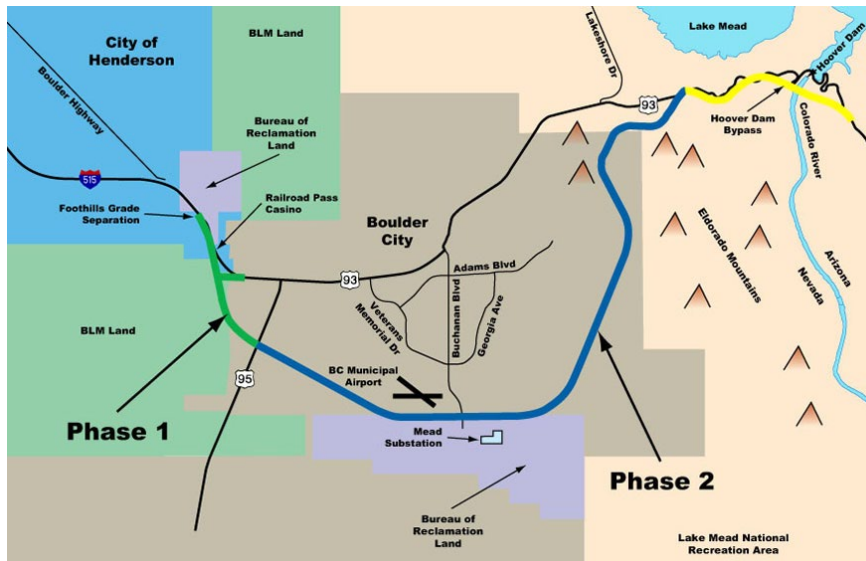 City of
Henderson
BLM Land
Lake Mead
Hoover Dam
Lakeshore Dr
Boulder Highway
Bureau of
Reclamation
Land
93
Hoover Dam
Bypass
Colorado River
515
Foothills Grade
Separation
Railroad Pass
Casino
Boulder
City
Eldorado Mountains
Arizona
Nevada
93
Adams Blvd
Buchanan Blvd
Georgia Ave
Veterans
Memorial Dr
BLM Land
95
BC Municipal
Airport
Phase 1
Mead
Substation
Phase 2
Bureau of
Reclamation
Land
Lake Mead National
Recreation Area